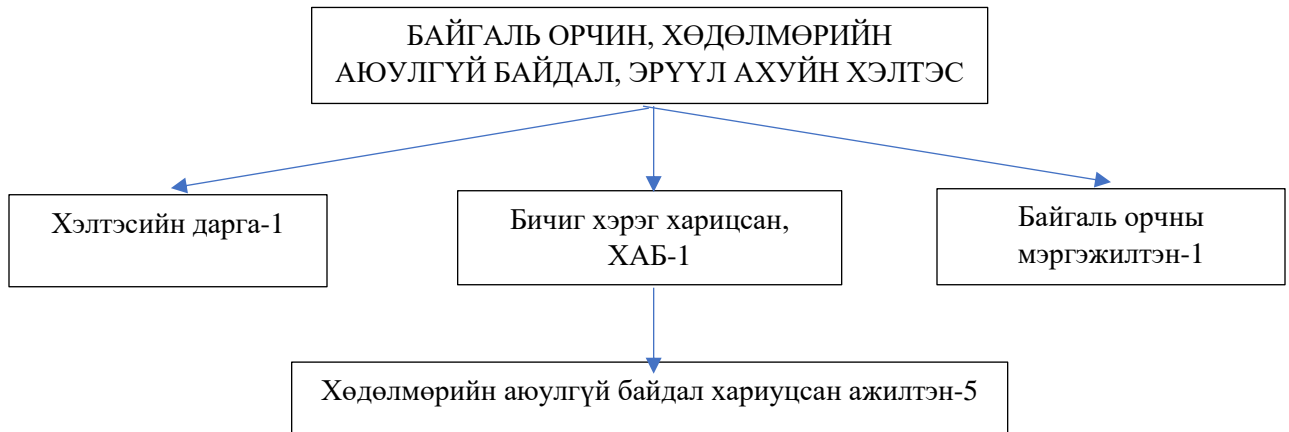 БАЙГАЛЬ ОРЧИН, ХӨДӨЛМӨРИЙН
АЮУЛГҮЙ БАЙДАЛ, ЭРҮҮЛ АХУЙН ХЭЛТЭС
Хэлтэсийн дарга-1
Бичиг хэрэг харицсан,
ХАБ-1
Байгаль орчны
мэргэжилтэн-1
Хөдөлмөрийн аюулгүй байдал хариуцсан ажилтэн-5